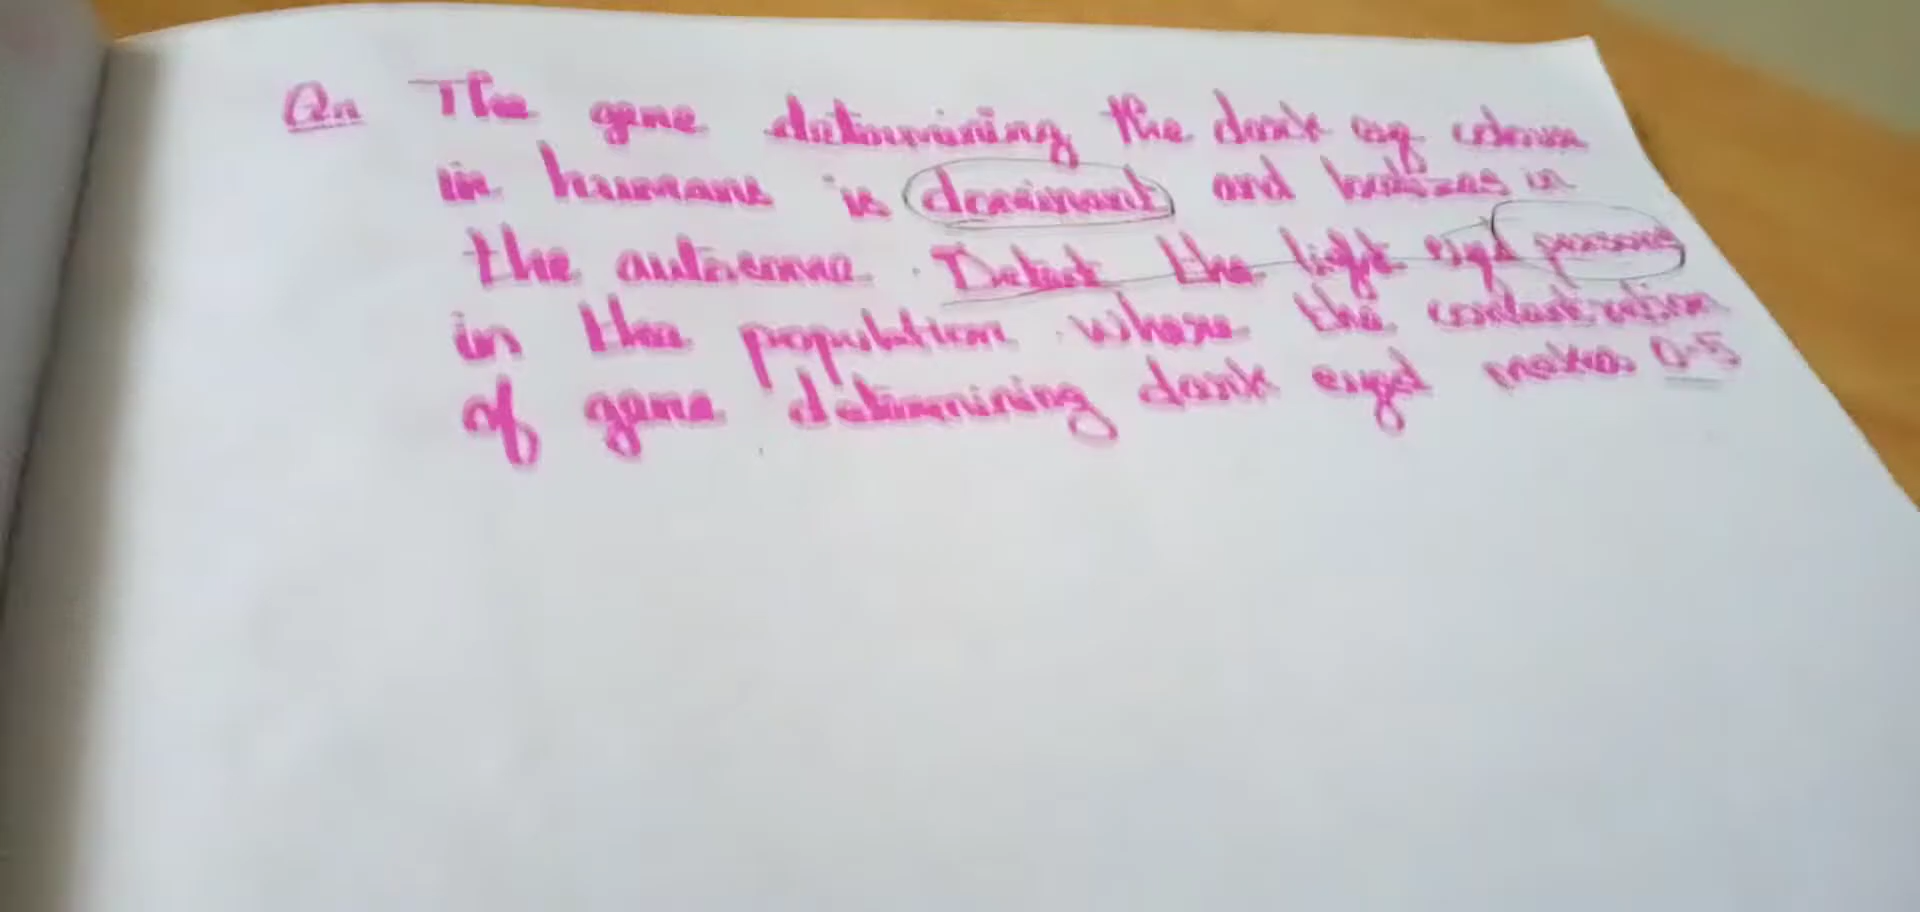 Qn The gene determining the dark eye colour
in humans is dominant and localizes in
the autosome. Detect the light eyed persons
in the population where the
of gene determining dark eyed makes 0.5